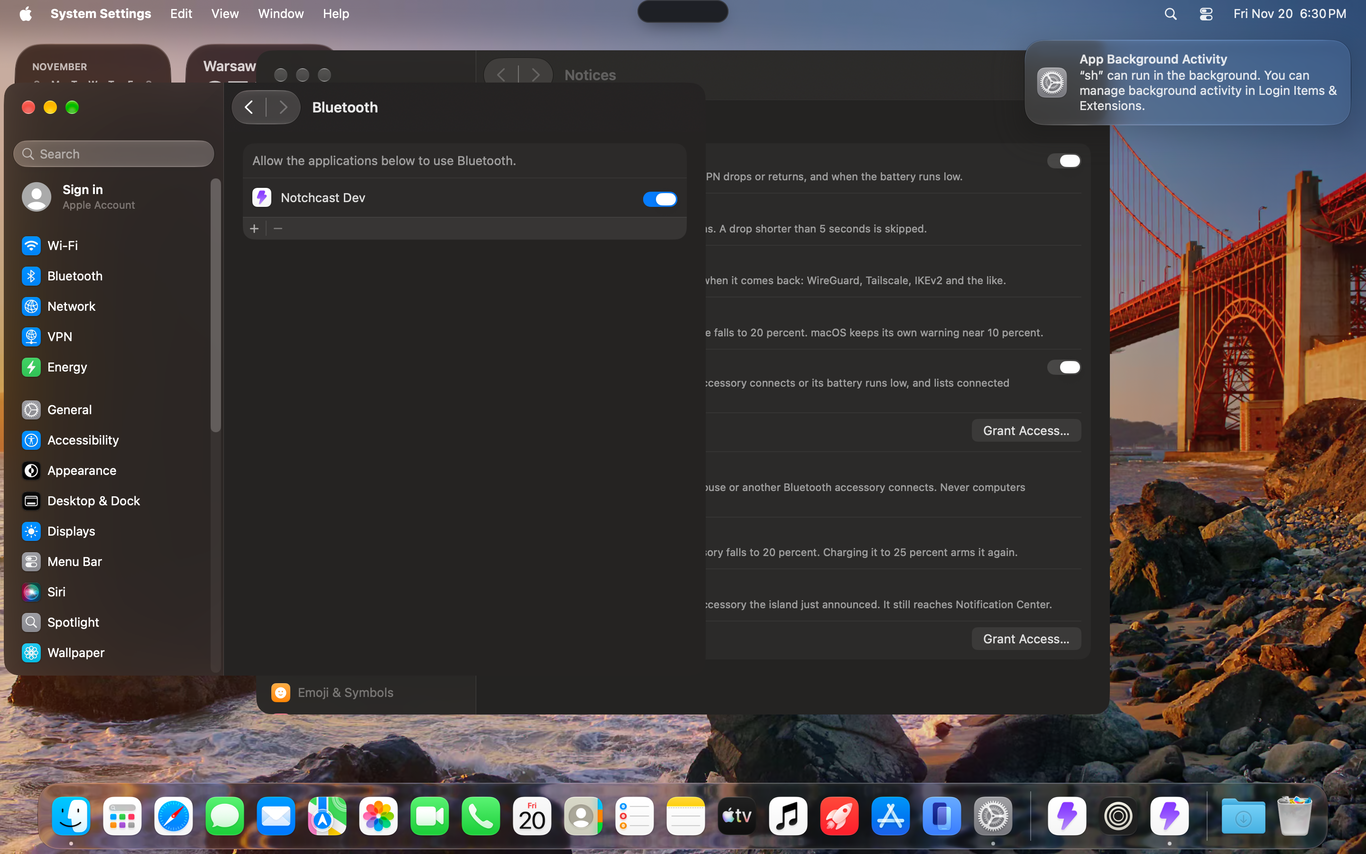 System Settings Edit View Window Help Fri Nov 20 6:30 PM
NOVEMBER
Warsaw
Notices
App Background Activity
“sh” can run in the background. You can
manage background activity in Login Items &
Extensions.
Bluetooth
Search
Allow the applications below to use Bluetooth.
Notchcast Dev
+ −
Sign in
Apple Account
Wi-Fi
Bluetooth
Network
VPN
Energy
General
Accessibility
Appearance
Desktop & Dock
Displays
Menu Bar
Siri
Spotlight
Wallpaper
PN drops or returns, and when the battery runs low.
A drop shorter than 5 seconds is skipped.
when it comes back: WireGuard, Tailscale, IKEv2 and the like.
falls to 20 percent. macOS keeps its own warning near 10 percent.
ccessory connects or its battery runs low, and lists connected
Grant Access...
or another Bluetooth accessory connects. Never computers
falls to 20 percent. Charging it to 25 percent arms it again.
ccessory the island just announced. It still reaches Notification Center.
Grant Access...
Emoji & Symbols
Fri
20
tv